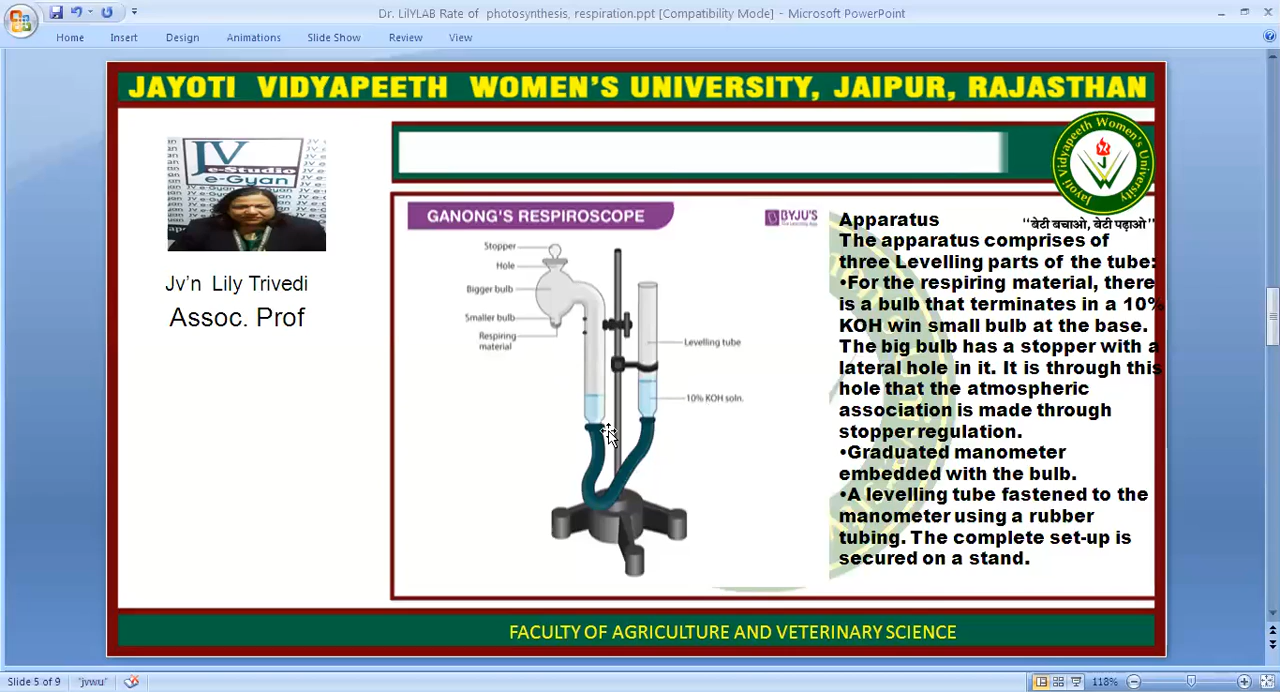 Dr. LilYLAB Rate of photosynthesis, respiration.ppt [Compatibility Mode] - Microsoft PowerPoint
Home Insert Design Animations Slide Show Review View
JAYOTI VIDYAPEETH WOMEN'S UNIVERSITY, JAIPUR, RAJASTHAN
JV
e-Studio
e-Gyan
Jv'n Lily Trivedi
Assoc. Prof
Jayoti Vidyapeeth Women's University
"बेटी बचाओ, बेटी पढ़ाओ"
GANONG'S RESPIROSCOPE
BYJU'S
Stopper
Hole
Bigger bulb
Smaller bulb
Respiring
material
Levelling tube
10% KOH soln.
Apparatus
The apparatus comprises of
three Levelling parts of the tube:
•For the respiring material, there
is a bulb that terminates in a 10%
KOH win small bulb at the base.
The big bulb has a stopper with a
lateral hole in it. It is through this
hole that the atmospheric
association is made through
stopper regulation.
•Graduated manometer
embedded with the bulb.
•A levelling tube fastened to the
manometer using a rubber
tubing. The complete set-up is
secured on a stand.
FACULTY OF AGRICULTURE AND VETERINARY SCIENCE
Slide 5 of 9 "jvwu" 118%